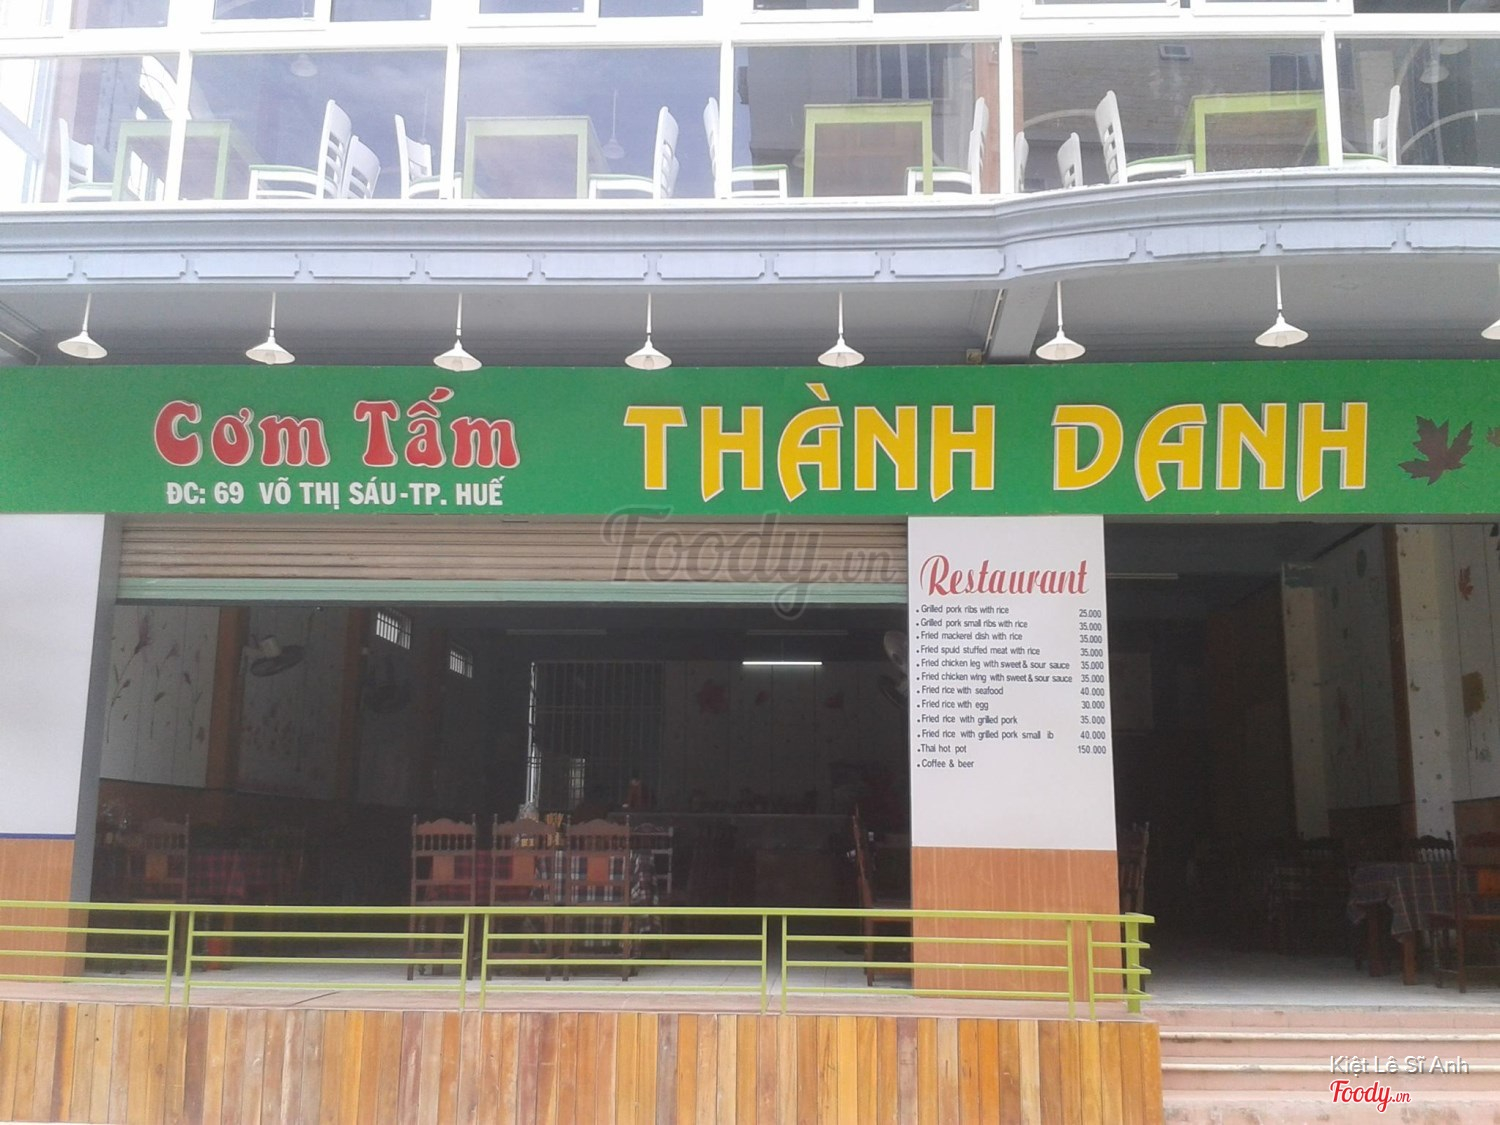 Cơm Tấm
THÀNH DANH
ĐC: 69 VÕ THỊ SÁU-TP. HUẾ
Foody.vn
Restaurant
Grilled pork ribs with rice 25.000
Grilled pork small ribs with rice 35.000
Fried mackerel dish with rice 35.000
Fried spuid stuffed meat with rice 35.000
Fried chicken leg with sweet & sour sauce 35.000
Fried chicken wing with sweet & sour sauce 35.000
Fried rice with seafood 40.000
Fried rice with egg 30.000
Fried rice with grilled pork 35.000
Fried rice with grilled pork small ib 40.000
Thai hot pot 150.000
Coffee & beer
Kiệt Lê Sĩ Anh
Foody.vn